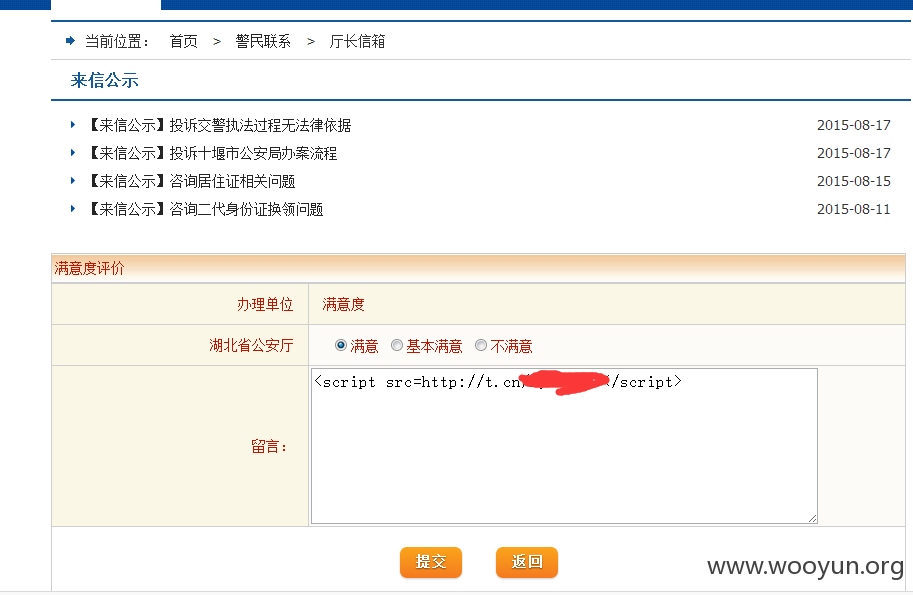 当前位置： 首页 > 警民联系 > 厅长信箱
来信公示
【来信公示】投诉交警执法过程无法律依据 2015-08-17
【来信公示】投诉十堰市公安局办案流程 2015-08-17
【来信公示】咨询居住证相关问题 2015-08-15
【来信公示】咨询二代身份证换领问题 2015-08-11
满意度评价
办理单位 满意度
湖北省公安厅 满意 基本满意 不满意
<script src=http://t.cn/ </script>
留言：
提交 返回
www.wooyun.org